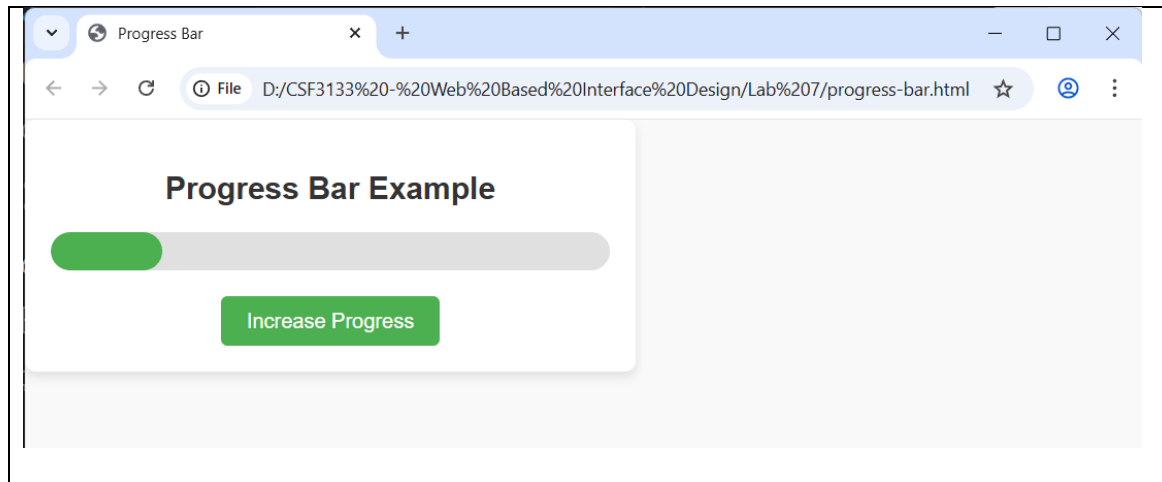 Progress Bar
File D:/CSF3133%20-%20Web%20Based%20Interface%20Design/Lab%207/progress-bar.html
Progress Bar Example
Increase Progress